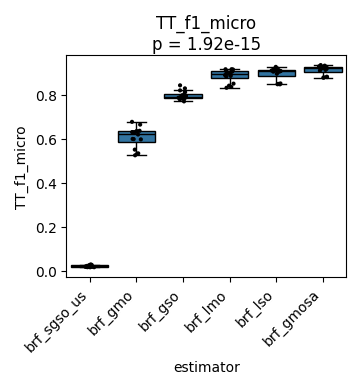 TT_f1_micro
p = 1.92e-15
TT_f1_micro
0.8
0.6
0.4
0.2
0.0
brf_sgso_us
brf_gmo
brf_gso
brf_lmo
brf_lso
brf_gmosa
estimator